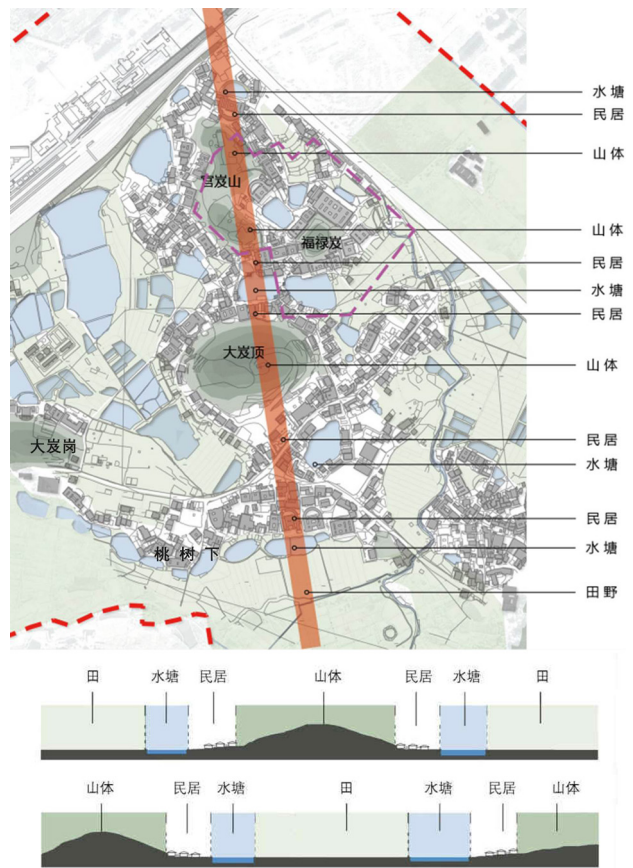 水塘
民居
山体
官岌山
山体
福禄岌
民居
水塘
民居
大岌顶
山体
民居
大岌岗
水塘
民居
桃树下
水塘
田野
田 水塘 民居 山体 民居 水塘 田
山体 民居 水塘 田 水塘 民居 山体